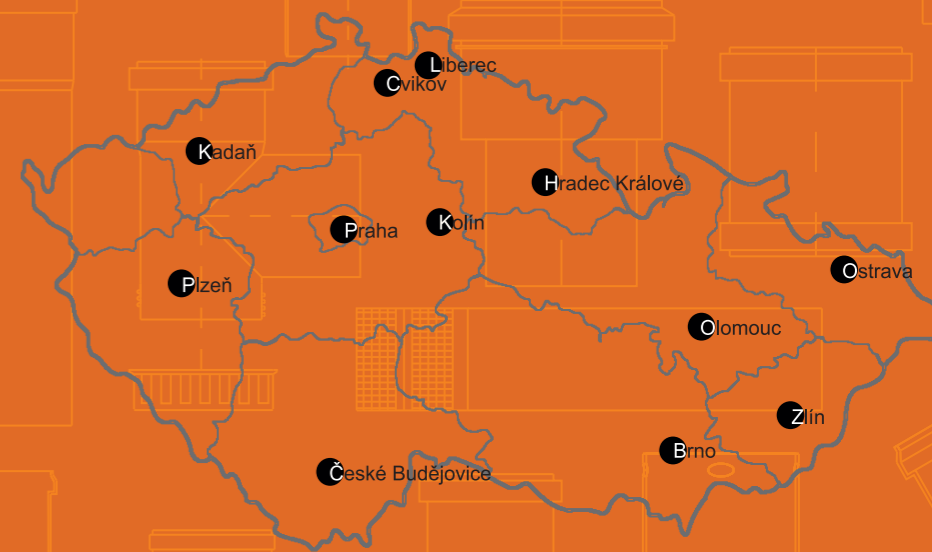 Liberec
Cvikov
Kadaň
Hradec Králové
Kolín
Praha
Ostrava
Plzeň
Olomouc
Zlín
Brno
České Budějovice